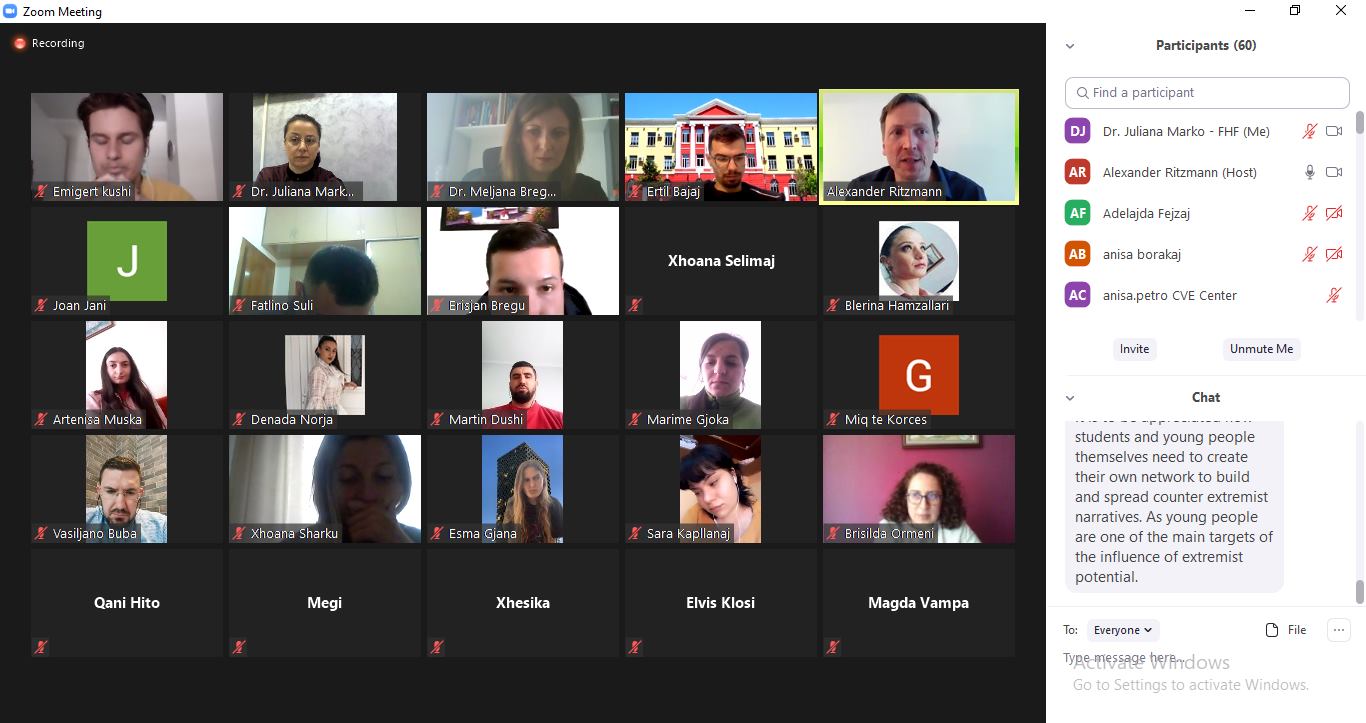 Zoom Meeting
Recording
Emigert kushi
Dr. Juliana Mark...
Dr. Meljana Breg...
Ertil Bajaj
Alexander Ritzmann
J
Joan Jani
Fatlino Suli
Erisjan Bregu
Xhoana Selimaj
Blerina Hamzallari
Artenisa Muska
Denada Norja
Martin Dushi
Marime Gjoka
G
Miq te Korces
Vasiljano Buba
Xhoana Sharku
Esma Gjana
Sara Kapllanaj
Brisilda Ormeni
Qani Hito
Megi
Xhesika
Elvis Klosi
Magda Vampa
Participants (60)
Find a participant
DJ Dr. Juliana Marko - FHF (Me)
AR Alexander Ritzmann (Host)
AF Adelajda Fejzaj
AB anisa borakaj
AC anisa.petro CVE Center
Invite Unmute Me
Chat
students and young people
themselves need to create
their own network to build
and spread counter extremist
narratives. As young people
are one of the main targets of
the influence of extremist
potential.
To: Everyone File ...
Type message here...
Activate Windows
Go to Settings to activate Windows.